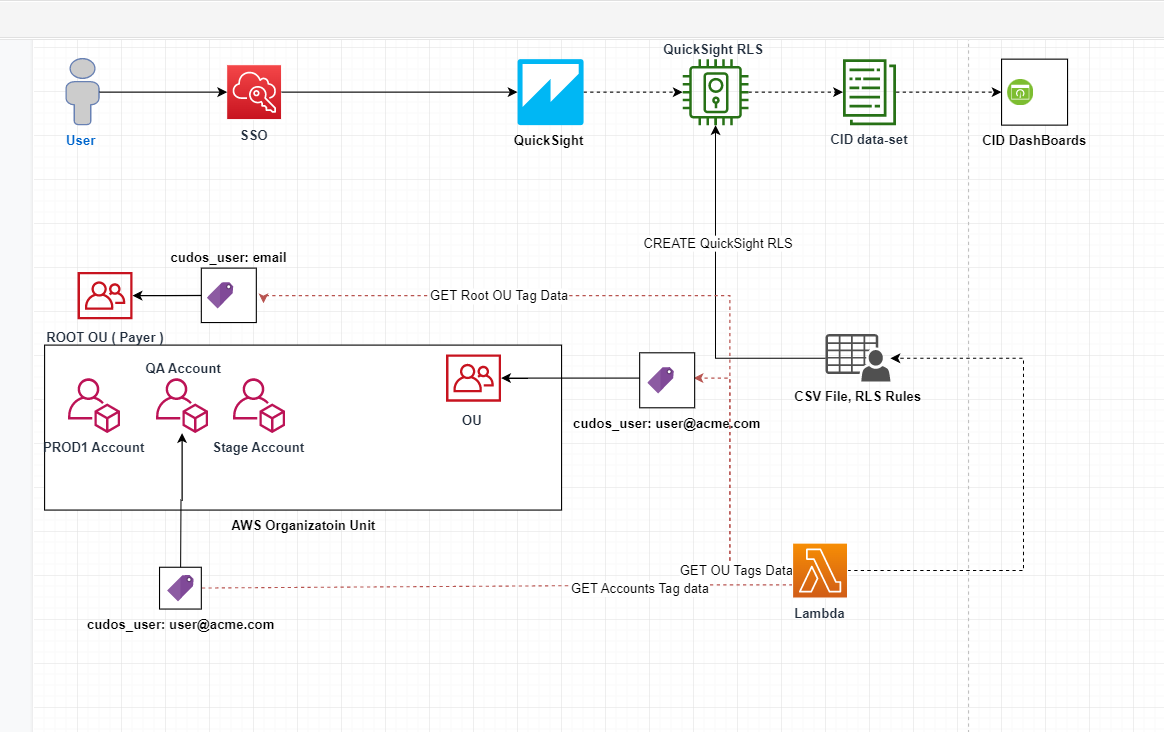 QuickSight RLS
User
SSO
QuickSight
CID data-set
CID DashBoards
CREATE QuickSight RLS
cudos_user: email
GET Root OU Tag Data
ROOT OU ( Payer )
QA Account
PROD1 Account
Stage Account
OU
cudos_user: user@acme.com
CSV File, RLS Rules
AWS Organizatoin Unit
GET OU Tags Data
GET Accounts Tag data
Lambda
cudos_user: user@acme.com